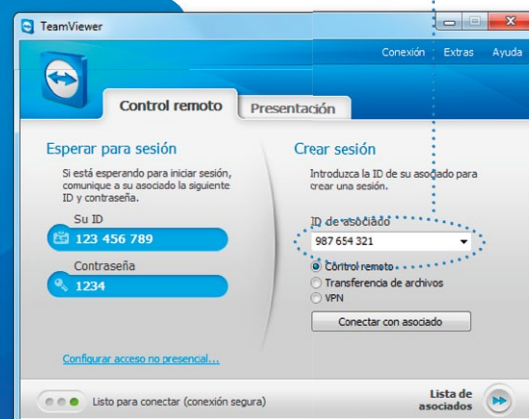 TeamViewer
Conexión Extras Ayuda
Control remoto
Presentación
Esperar para sesión
Si está esperando para iniciar sesión,
comunique a su asociado la siguiente
ID y contraseña.
Su ID
123 456 789
Contraseña
1234
Configurar acceso no presencial...
Crear sesión
Introduzca la ID de su asociado para
crear una sesión.
ID de asociado
987 654 321
Control remoto
Transferencia de archivos
VPN
Conectar con asociado
Listo para conectar (conexión segura)
Lista de
asociados